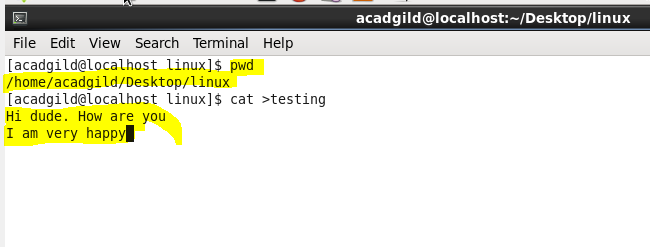 acadgild@localhost:~/Desktop/linux
File Edit View Search Terminal Help
[acadgild@localhost linux]$ pwd
/home/acadgild/Desktop/linux
[acadgild@localhost linux]$ cat >testing
Hi dude. How are you
I am very happy